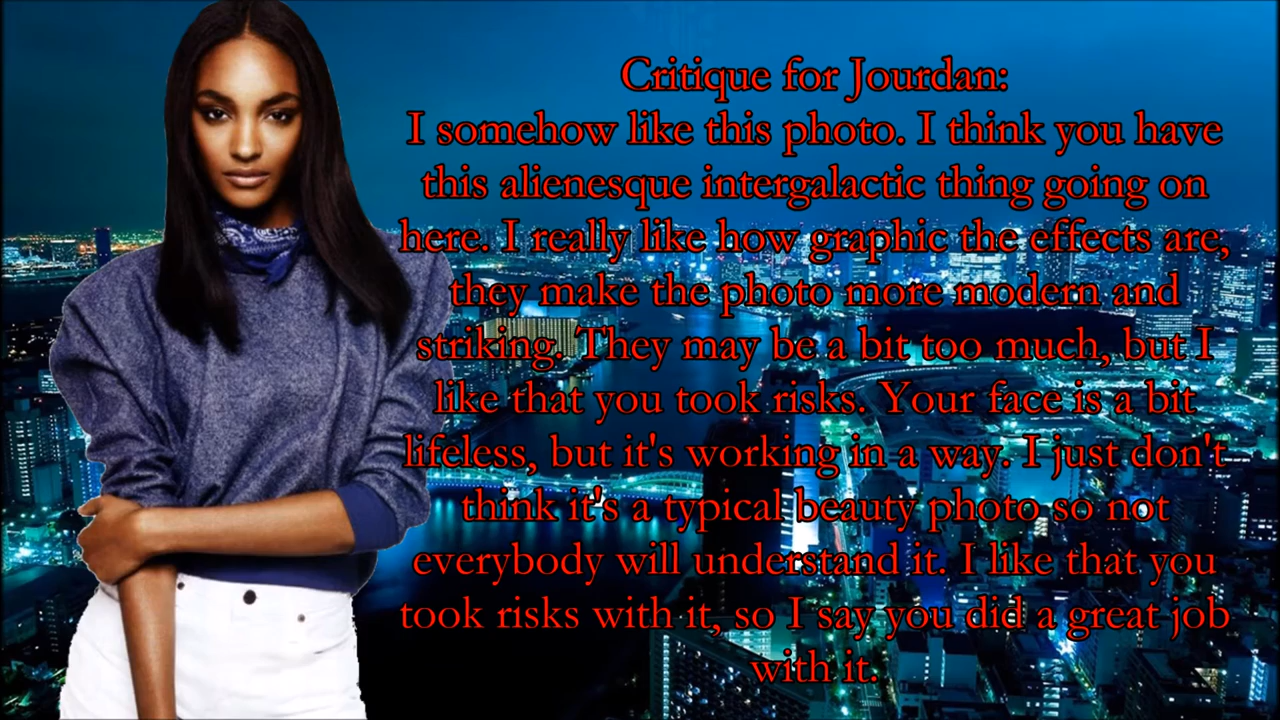 Critique for Jourdan:
I somehow like this photo. I think you have
this alienesque intergalactic thing going on
here. I really like how graphic the effects are,
they make the photo more modern and
striking. They may be a bit too much, but I
like that you took risks. Your face is a bit
lifeless, but it's working in a way. I just don't
think it's a typical beauty photo so not
everybody will understand it. I like that you
took risks with it, so I say you did a great job
with it.